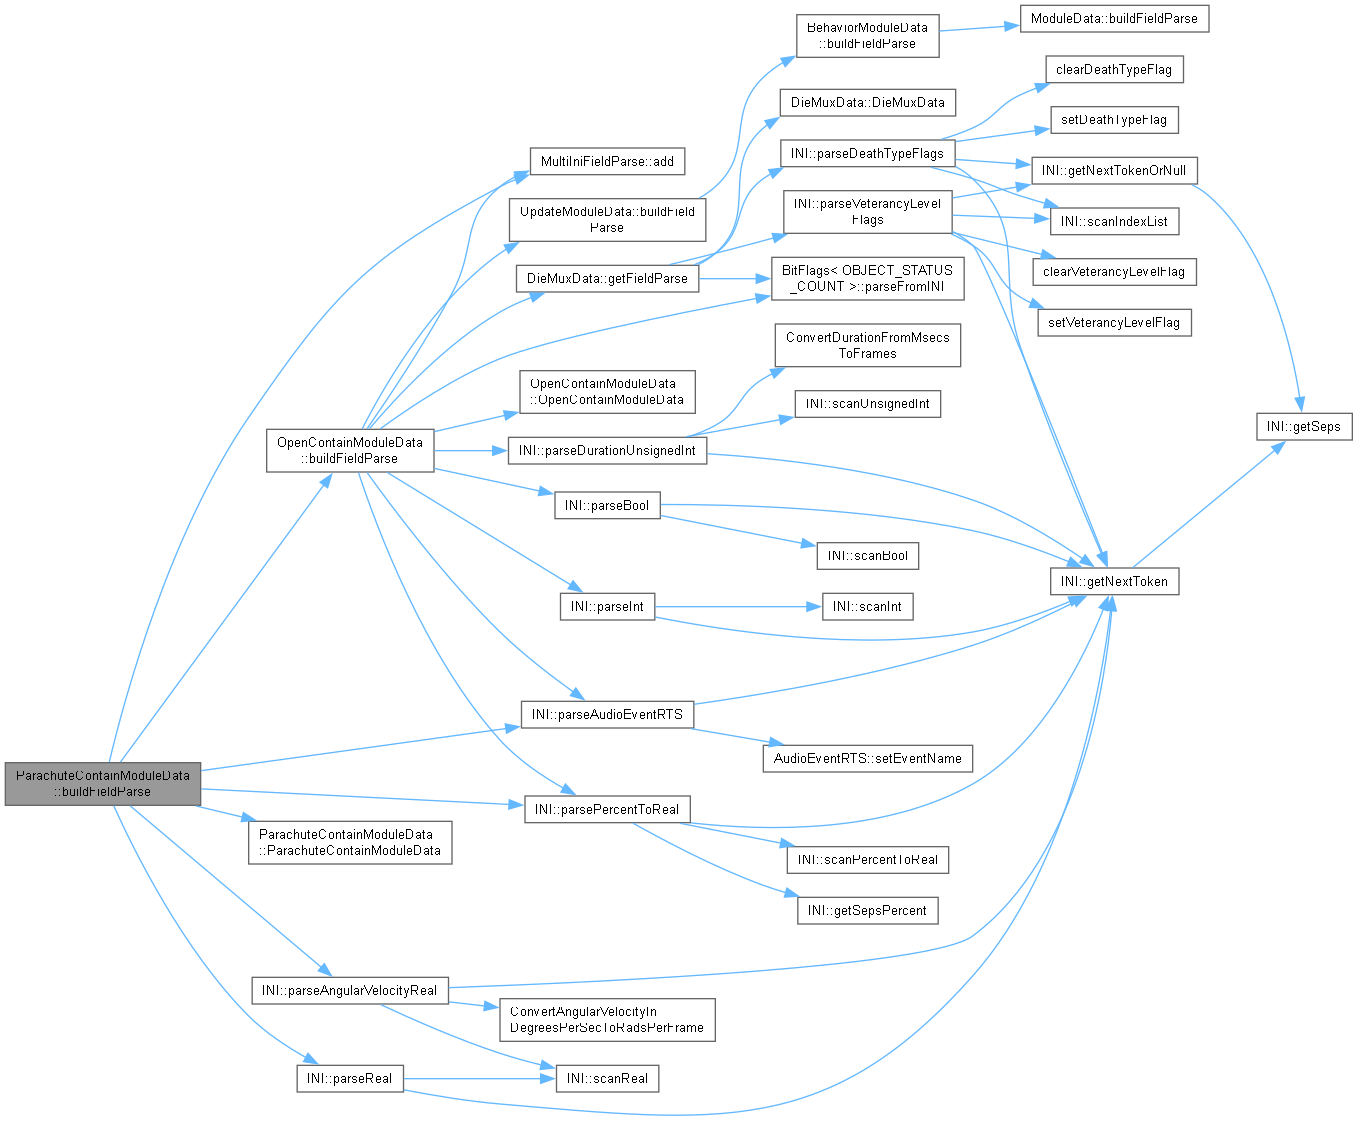 BehaviorModuleData
::buildFieldParse
ModuleData::buildFieldParse
clearDeathTypeFlag
DieMuxData::DieMuxData
setDeathTypeFlag
MultiIniFieldParse::add
INI::parseDeathTypeFlags
INI::getNextTokenOrNull
UpdateModuleData::buildField
Parse
INI::parseVeterancyLevel
Flags
INI::scanIndexList
DieMuxData::getFieldParse
BitFlags< OBJECT_STATUS
_COUNT >::parseFromINI
clearVeterancyLevelFlag
setVeterancyLevelFlag
ConvertDurationFromMsecs
ToFrames
OpenContainModuleData
::OpenContainModuleData
INI::scanUnsignedInt
INI::getSeps
OpenContainModuleData
::buildFieldParse
INI::parseDurationUnsignedInt
INI::parseBool
INI::scanBool
INI::getNextToken
INI::parseInt
INI::scanInt
INI::parseAudioEventRTS
AudioEventRTS::setEventName
ParachuteContainModuleData
::buildFieldParse
INI::parsePercentToReal
ParachuteContainModuleData
::ParachuteContainModuleData
INI::scanPercentToReal
INI::getSepsPercent
INI::parseAngularVelocityReal
ConvertAngularVelocityIn
DegreesPerSecToRadsPerFrame
INI::parseReal
INI::scanReal